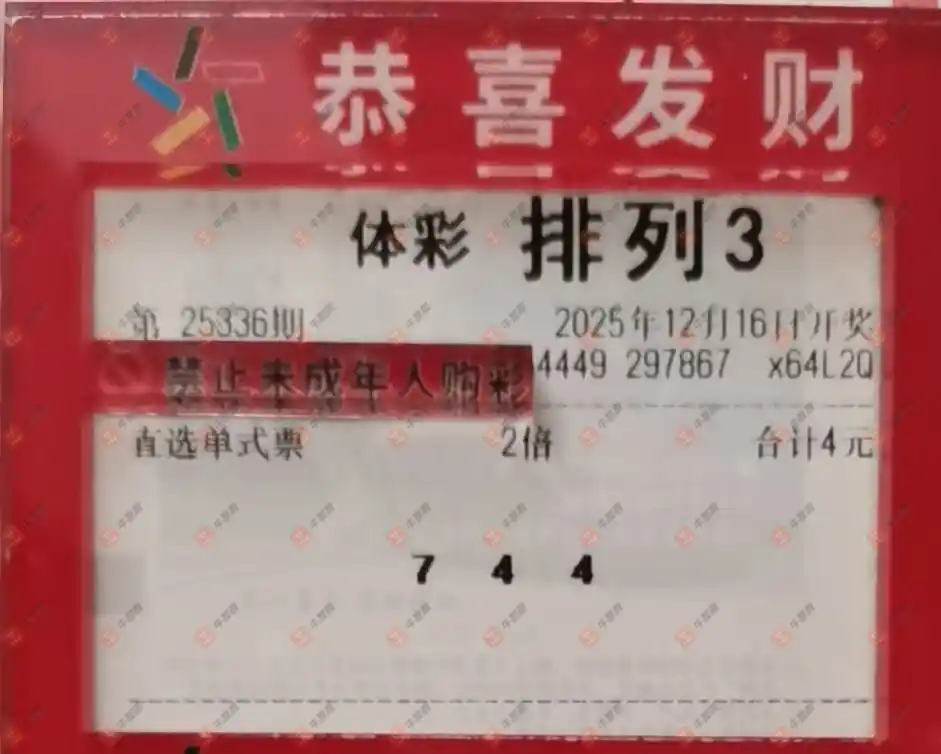 恭喜发财
体彩 排列3
第 25336期 2025年12月16日开奖
禁止未成年人购彩 4449 297867 x64L2Q
直选单式票 2倍 合计4元
7 4 4